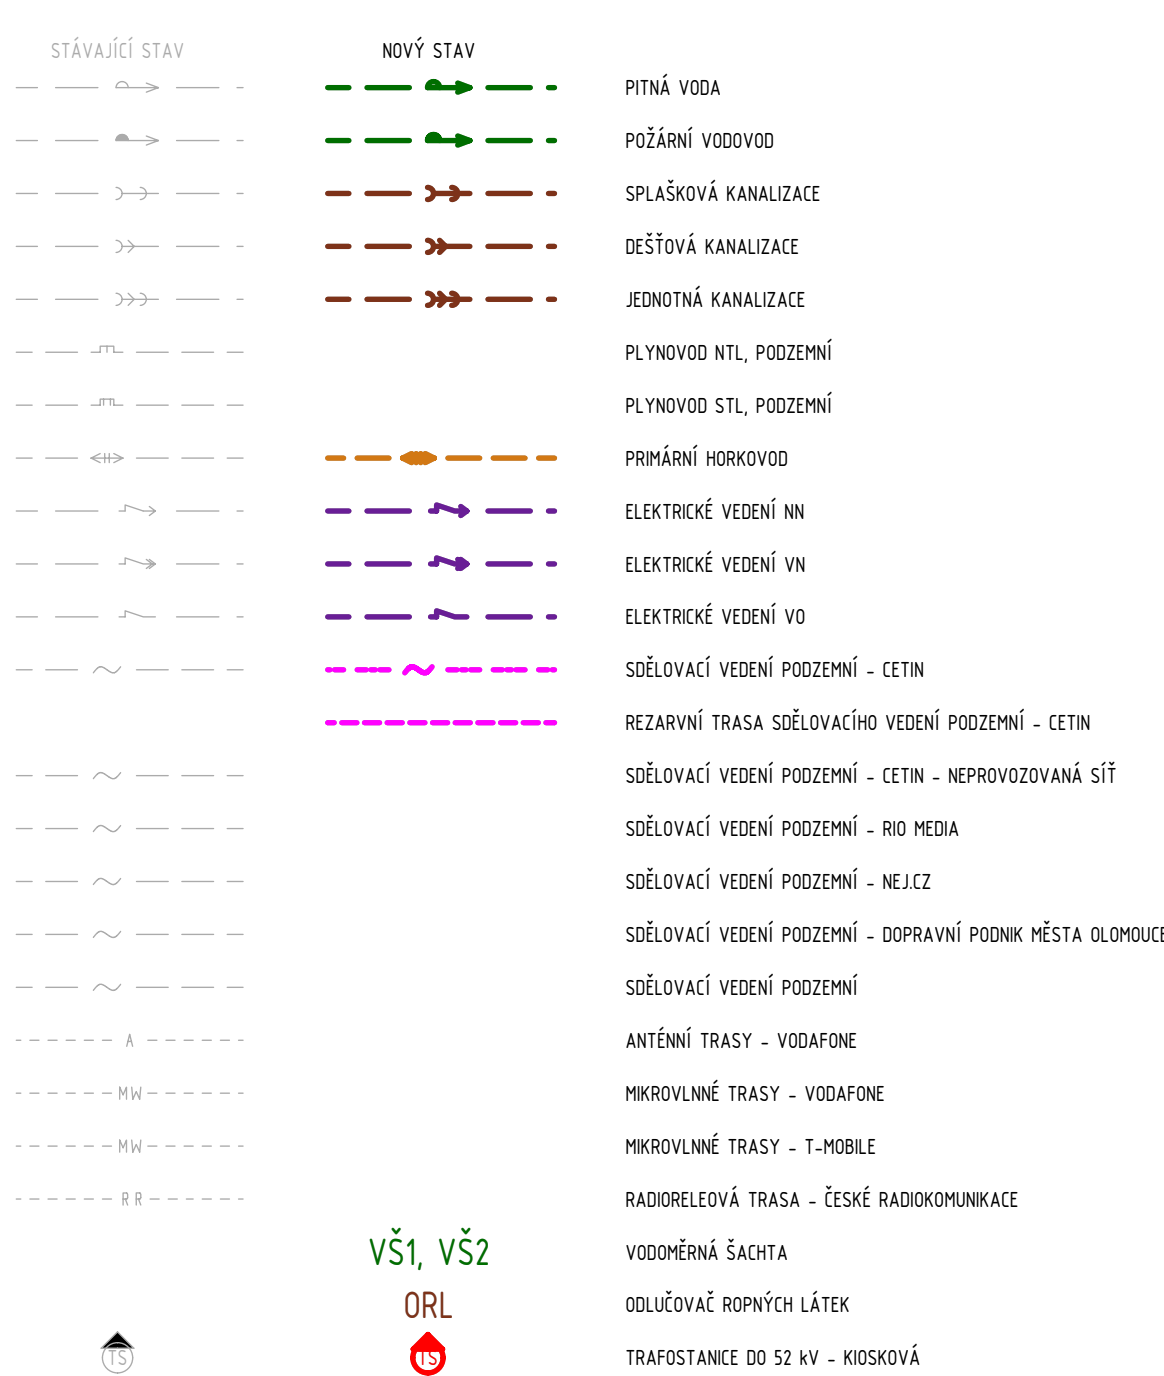 STÁVAJÍCÍ STAV NOVÝ STAV
PITNÁ VODA
POŽÁRNÍ VODOVOD
SPLAŠKOVÁ KANALIZACE
DEŠŤOVÁ KANALIZACE
JEDNOTNÁ KANALIZACE
PLYNOVOD NTL, PODZEMNÍ
PLYNOVOD STL, PODZEMNÍ
PRIMÁRNÍ HORKOVOD
ELEKTRICKÉ VEDENÍ NN
ELEKTRICKÉ VEDENÍ VN
ELEKTRICKÉ VEDENÍ VO
SDĚLOVACÍ VEDENÍ PODZEMNÍ - CETIN
REZARVNÍ TRASA SDĚLOVACÍHO VEDENÍ PODZEMNÍ - CETIN
SDĚLOVACÍ VEDENÍ PODZEMNÍ - CETIN - NEPROVOZOVANÁ SÍŤ
SDĚLOVACÍ VEDENÍ PODZEMNÍ - RIO MEDIA
SDĚLOVACÍ VEDENÍ PODZEMNÍ - NEJ.CZ
SDĚLOVACÍ VEDENÍ PODZEMNÍ - DOPRAVNÍ PODNIK MĚSTA OLOMOUCE
SDĚLOVACÍ VEDENÍ PODZEMNÍ
A ANTÉNNÍ TRASY - VODAFONE
MW MIKROVLNNÉ TRASY - VODAFONE
MW MIKROVLNNÉ TRASY - T-MOBILE
RR RADIORELEOVÁ TRASA - ČESKÉ RADIOKOMUNIKACE
VŠ1, VŠ2 VODOMĚRNÁ ŠACHTA
ORL ODLUČOVAČ ROPNÝCH LÁTEK
TS TS TRAFOSTANICE DO 52 kV - KIOSKOVÁ